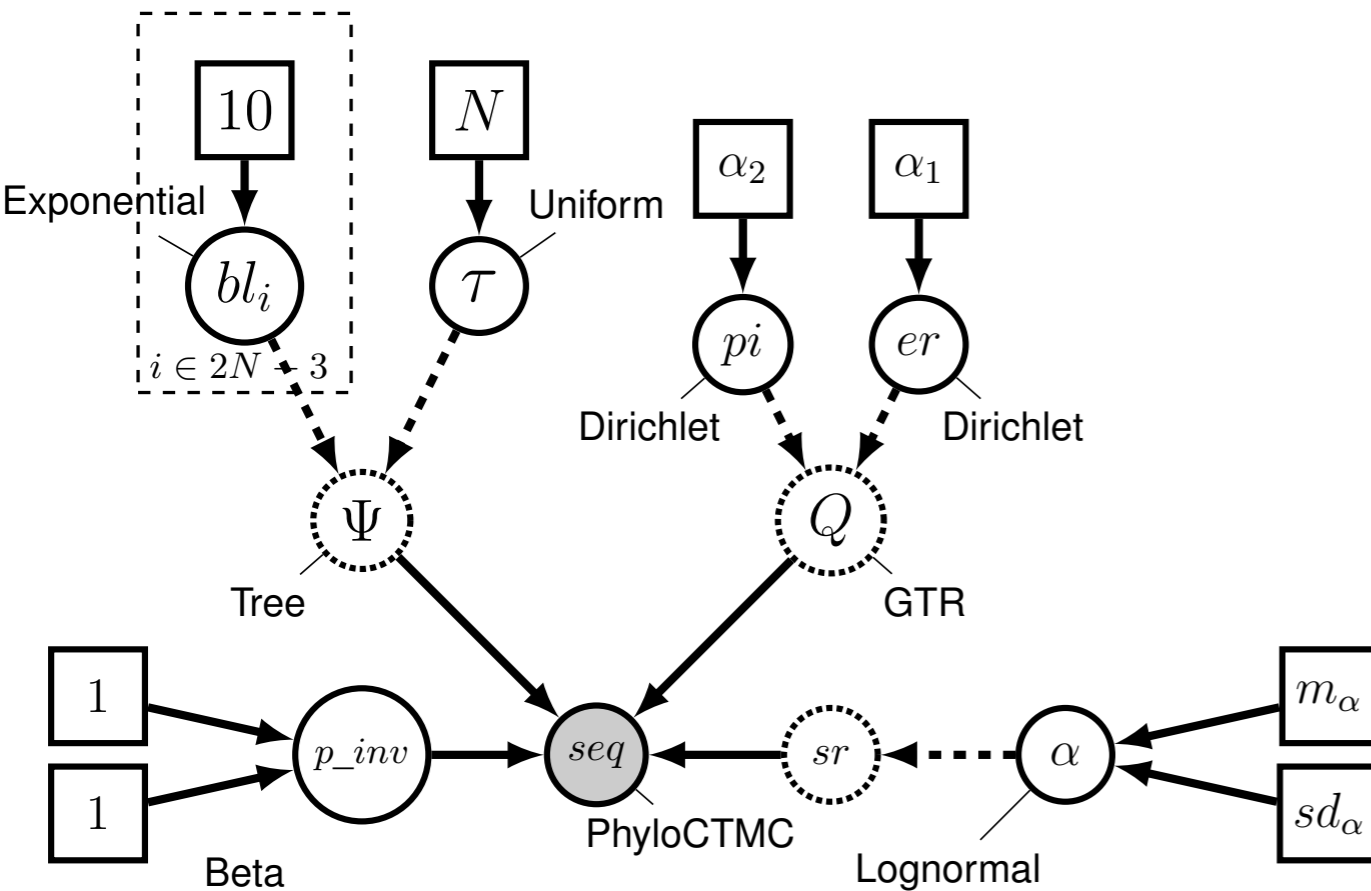 10
N
α₂
α₁
Exponential
Uniform
blᵢ
τ
pi
er
i ∈ 2N − 3
Dirichlet
Dirichlet
Ψ
Q
Tree
GTR
1
mα
p_inv
seq
sr
α
1
sdα
PhyloCTMC
Beta
Lognormal